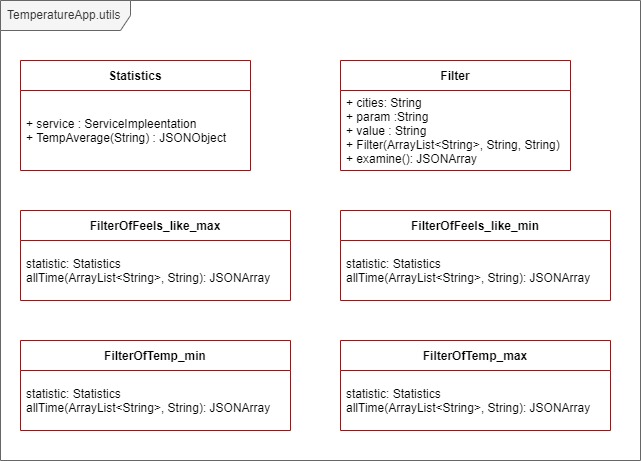 TemperatureApp.utils
Statistics
+ service : ServiceImpleentation
+ TempAverage(String) : JSONObject
Filter
+ cities: String
+ param :String
+ value : String
+ Filter(ArrayList<String>, String, String)
+ examine(): JSONArray
FilterOfFeels_like_max
statistic: Statistics
allTime(ArrayList<String>, String): JSONArray
FilterOfFeels_like_min
statistic: Statistics
allTime(ArrayList<String>, String): JSONArray
FilterOfTemp_min
statistic: Statistics
allTime(ArrayList<String>, String): JSONArray
FilterOfTemp_max
statistic: Statistics
allTime(ArrayList<String>, String): JSONArray